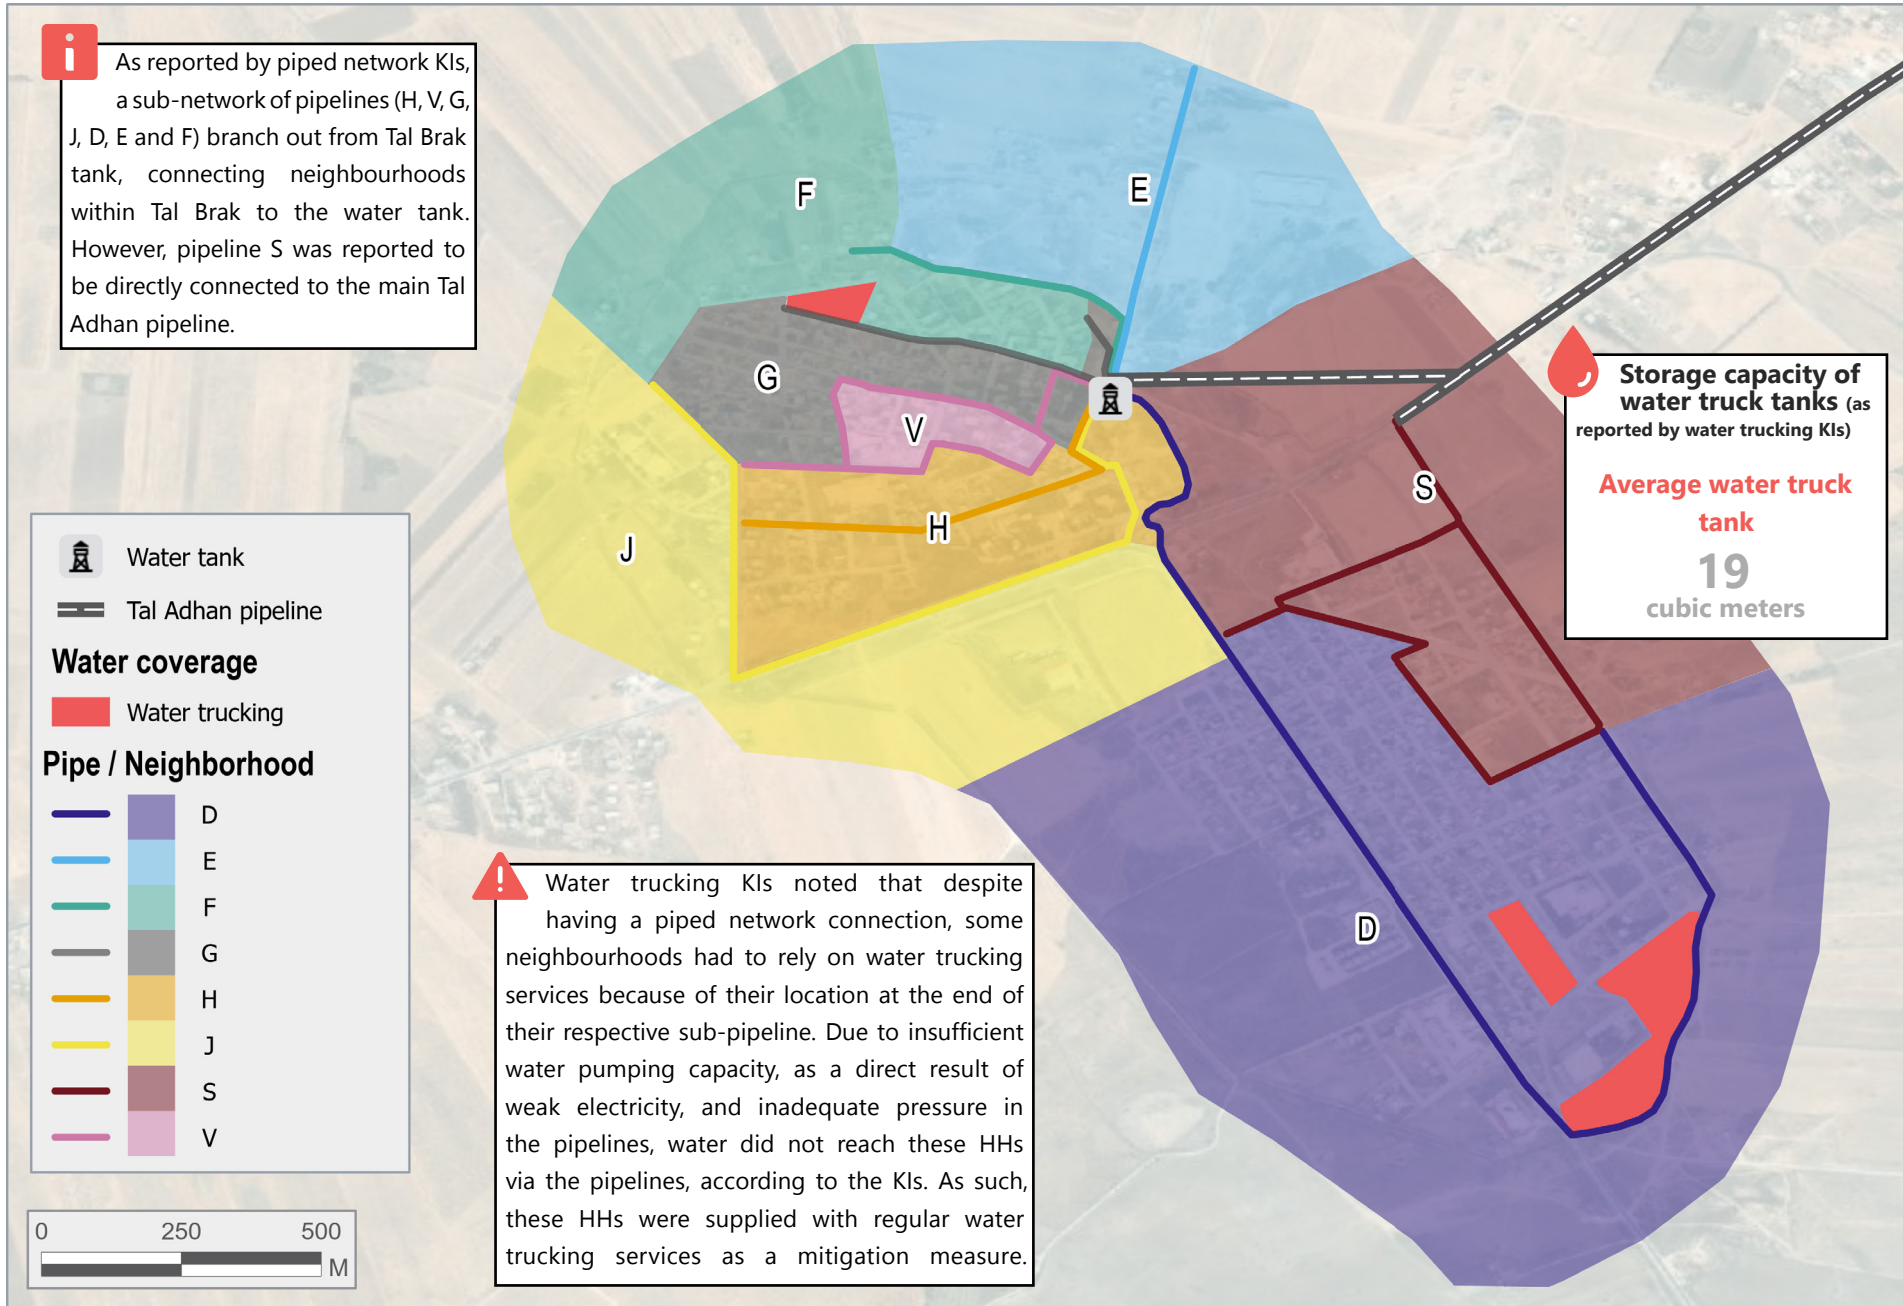 As reported by piped network KIs,
a sub-network of pipelines (H, V, G,
J, D, E and F) branch out from Tal Brak
tank, connecting neighbourhoods
within Tal Brak to the water tank.
However, pipeline S was reported to
be directly connected to the main Tal
Adhan pipeline.
F
E
G
V
H
J
S
D
Storage capacity of
water truck tanks (as
reported by water trucking KIs)
Average water truck
tank
19
cubic meters
Water tank
Tal Adhan pipeline
Water coverage
Water trucking
Pipe / Neighborhood
D
E
F
G
H
J
S
V
0 250 500
M
Water trucking KIs noted that despite
having a piped network connection, some
neighbourhoods had to rely on water trucking
services because of their location at the end of
their respective sub-pipeline. Due to insufficient
water pumping capacity, as a direct result of
weak electricity, and inadequate pressure in
the pipelines, water did not reach these HHs
via the pipelines, according to the KIs. As such,
these HHs were supplied with regular water
trucking services as a mitigation measure.